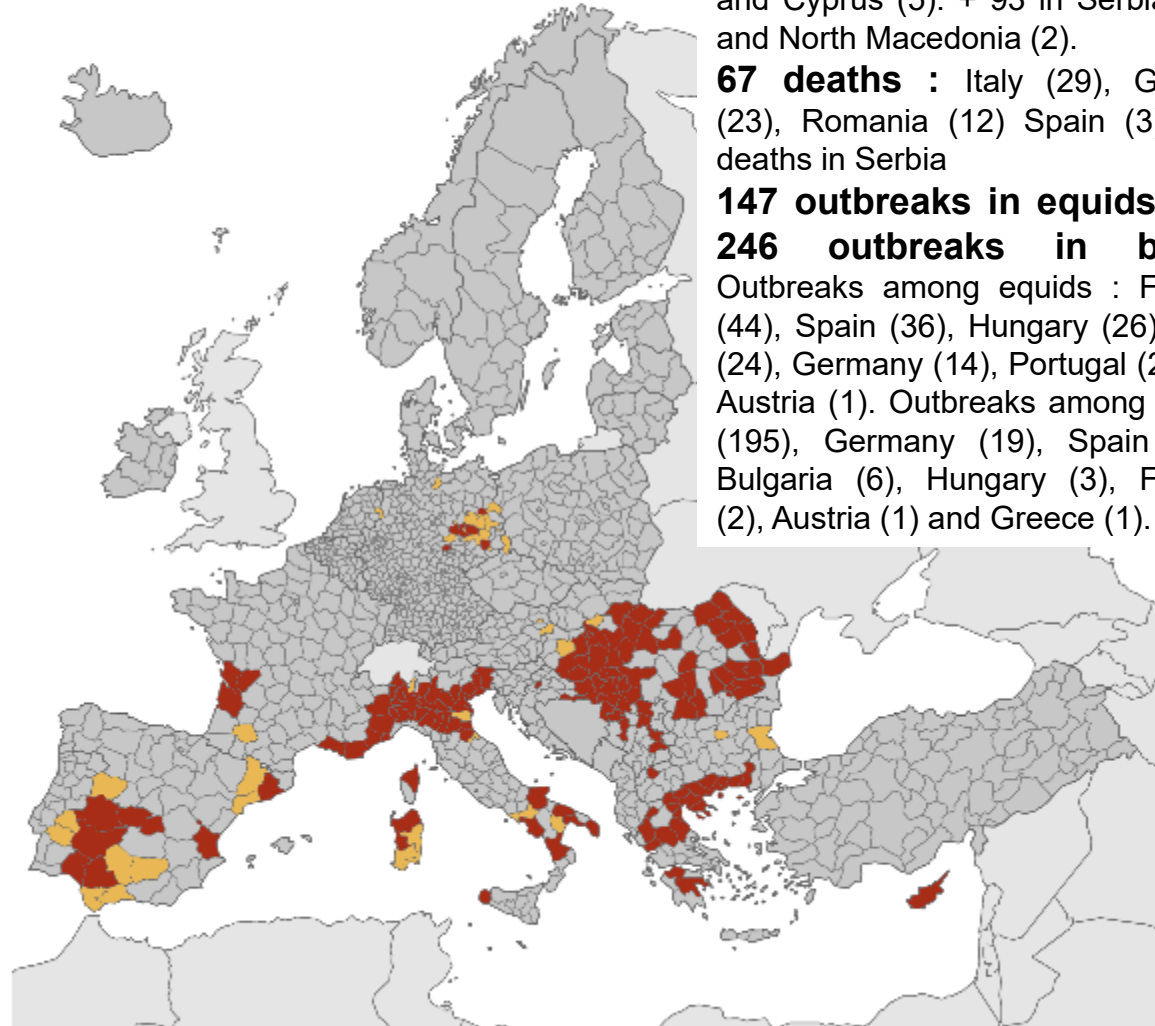 and Cyprus (5). + 93 in Serbia
and North Macedonia (2).
67 deaths : Italy (29), G
(23), Romania (12) Spain (3
deaths in Serbia
147 outbreaks in equids
246 outbreaks in b
Outbreaks among equids : F
(44), Spain (36), Hungary (26)
(24), Germany (14), Portugal (2
Austria (1). Outbreaks among
(195), Germany (19), Spain
Bulgaria (6), Hungary (3), F
(2), Austria (1) and Greece (1).